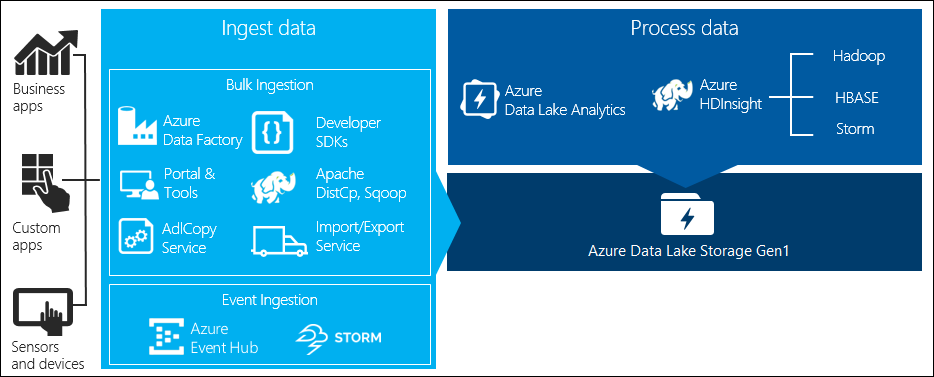 Business
apps
Custom
apps
Sensors
and devices
Ingest data
Bulk Ingestion
Azure
Data Factory
Developer
SDKs
Portal &
Tools
Apache
DistCp, Sqoop
AdlCopy
Service
Import/Export
Service
Event Ingestion
Azure
Event Hub
STORM
Process data
Azure
Data Lake Analytics
Azure
HDInsight
Hadoop
HBASE
Storm
Azure Data Lake Storage Gen1